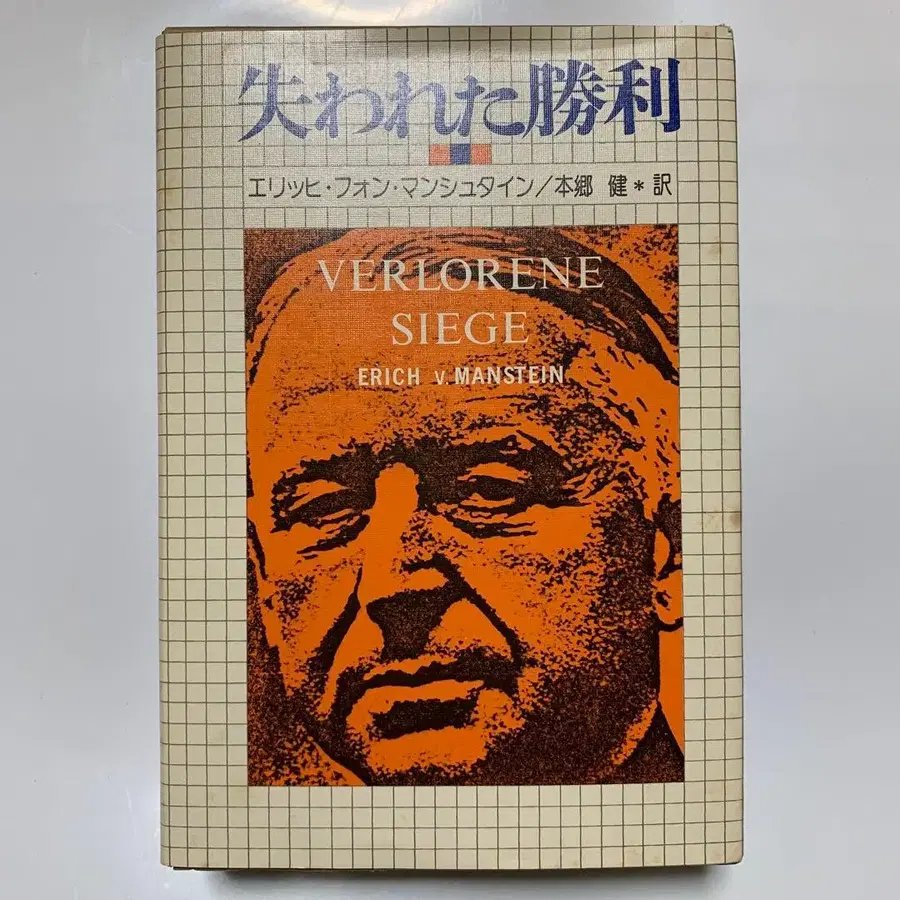 失われた勝利
エリッヒ・フォン・マンシュタイン/本郷 健*訳
VERLORENE
SIEGE
ERICH V. MANSTEIN